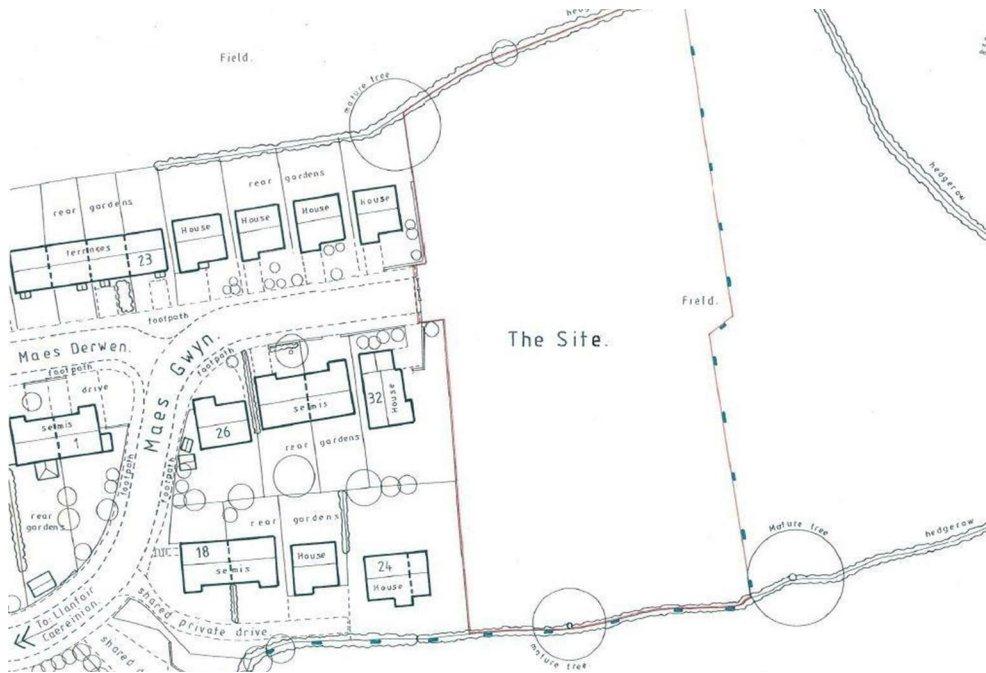 Field.
mature tree
rear gardens
rear gardens
House
House
House
House
Terraces
23
footpath
Maes Derwen.
footpath
drive
Maes Gwyn
footpath
semis
1
26
semis
32
House
rear gardens
rear gardens
footpath
footpath
rear gardens
18
semis
House
24
House
shared private drive
To: Llanfair
Caereinion.
shared
The Site.
Field.
hedgerow
Mature tree
hedgerow
mature tree